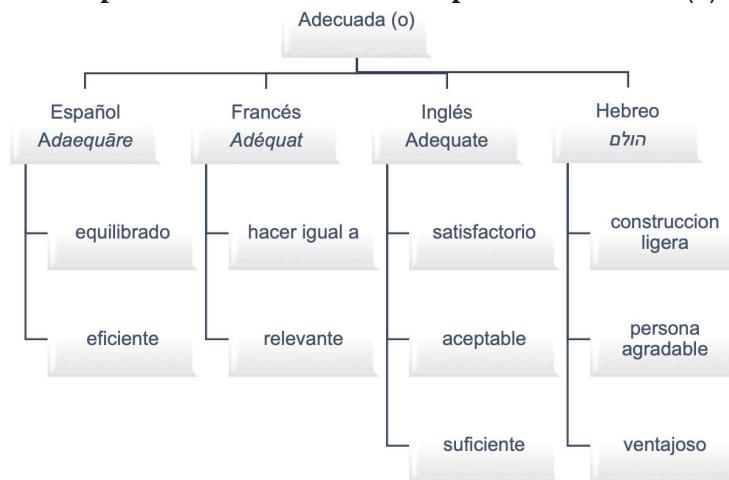 Adecuada (o)
Español
Adaequāre
Francés
Adéquat
Inglés
Adequate
Hebreo
הולם
equilibrado
hacer igual a
satisfactorio
construccion
ligera
eficiente
relevante
aceptable
persona
agradable
suficiente
ventajoso